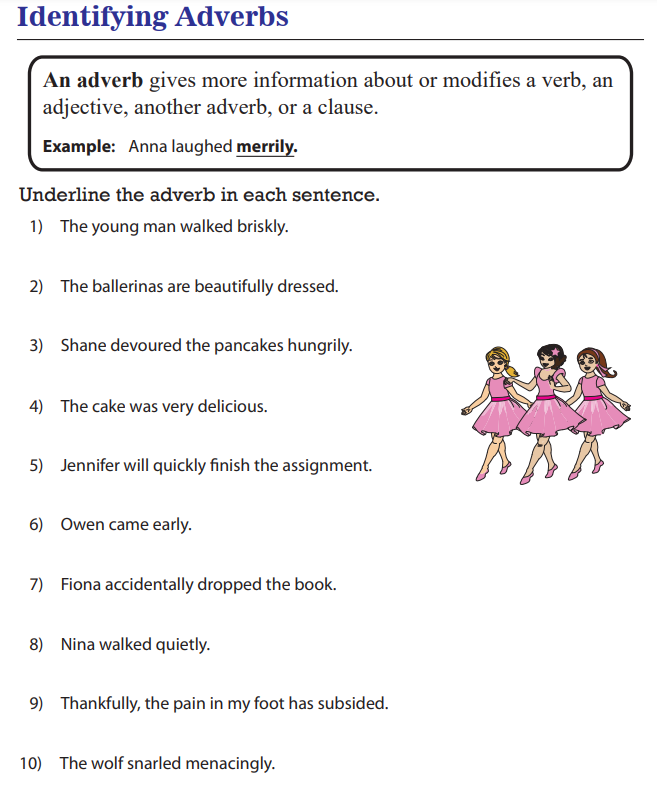 Identifying Adverbs
An adverb gives more information about or modifies a verb, an
adjective, another adverb, or a clause.
Example: Anna laughed merrily.
Underline the adverb in each sentence.
1) The young man walked briskly.
2) The ballerinas are beautifully dressed.
3) Shane devoured the pancakes hungrily.
4) The cake was very delicious.
5) Jennifer will quickly finish the assignment.
6) Owen came early.
7) Fiona accidentally dropped the book.
8) Nina walked quietly.
9) Thankfully, the pain in my foot has subsided.
10) The wolf snarled menacingly.